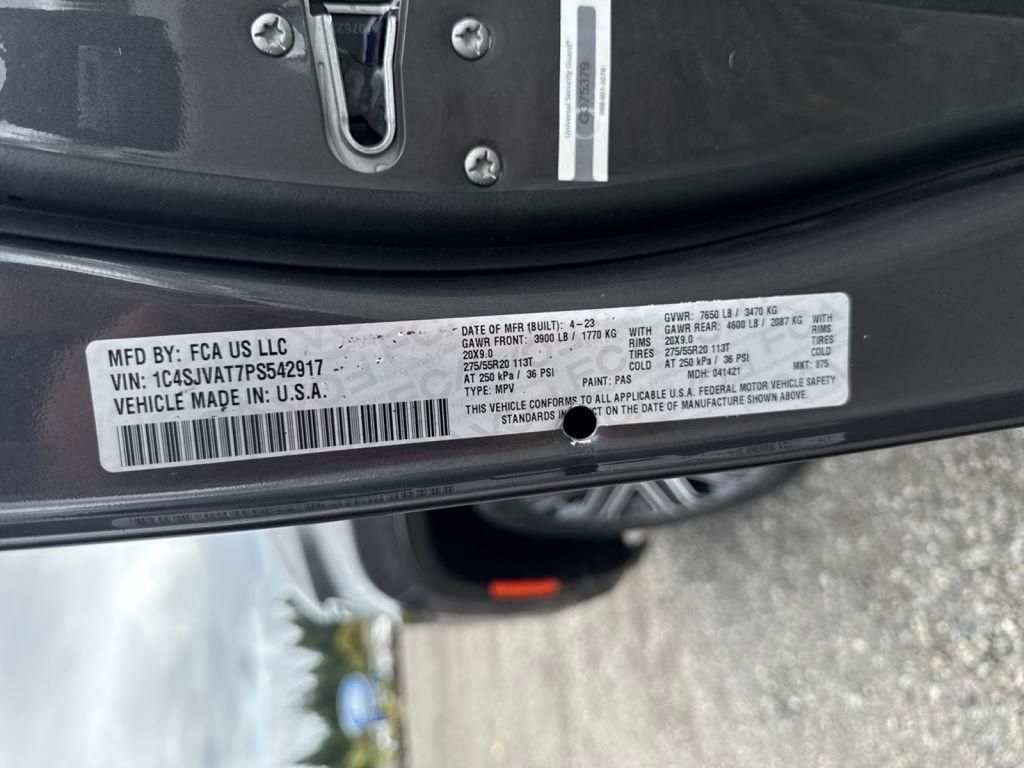 Universal Security Guard®
G375379
MFD BY: FCA US LLC
VIN: 1C4SJVAT7PS542917
VEHICLE MADE IN: U.S.A.
DATE OF MFR (BUILT): 4-23
GAWR FRONT: 3900 LB / 1770 KG WITH
20X9.0 RIMS
275/55R20 113T TIRES
AT 250 kPa / 36 PSI COLD
TYPE: MPV PAINT: PAS
GVWR: 7650 LB / 3470 KG
GAWR REAR: 4600 LB / 2087 KG WITH
20X9.0 RIMS
275/55R20 113T TIRES
AT 250 kPa / 36 PSI COLD
MDH: 041421 MKT: 875
THIS VEHICLE CONFORMS TO ALL APPLICABLE U.S.A. FEDERAL MOTOR VEHICLE SAFETY
STANDARDS IN EFFECT ON THE DATE OF MANUFACTURE SHOWN ABOVE.